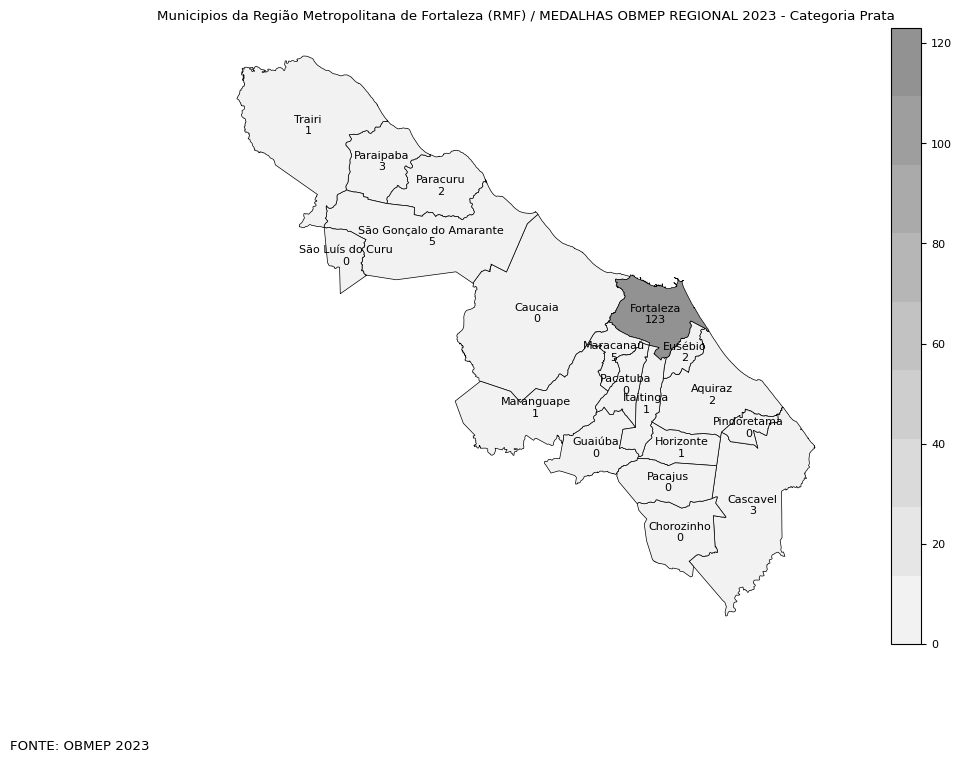 Municipios da Região Metropolitana de Fortaleza (RMF) / MEDALHAS OBMEP REGIONAL 2023 - Categoria Prata
120
100
80
60
40
20
0
Trairi
1
Paraipaba
3
Paracuru
2
São Gonçalo do Amarante
5
São Luís do Curu
0
Caucaia
0
Fortaleza
123
Maracanaú
5
Eusébio
2
Pacatuba
0
Itaitinga
1
Aquiraz
2
Maranguape
1
Pindoretama
0
Guaiúba
0
Horizonte
1
Pacajus
0
Cascavel
3
Chorozinho
0
FONTE: OBMEP 2023